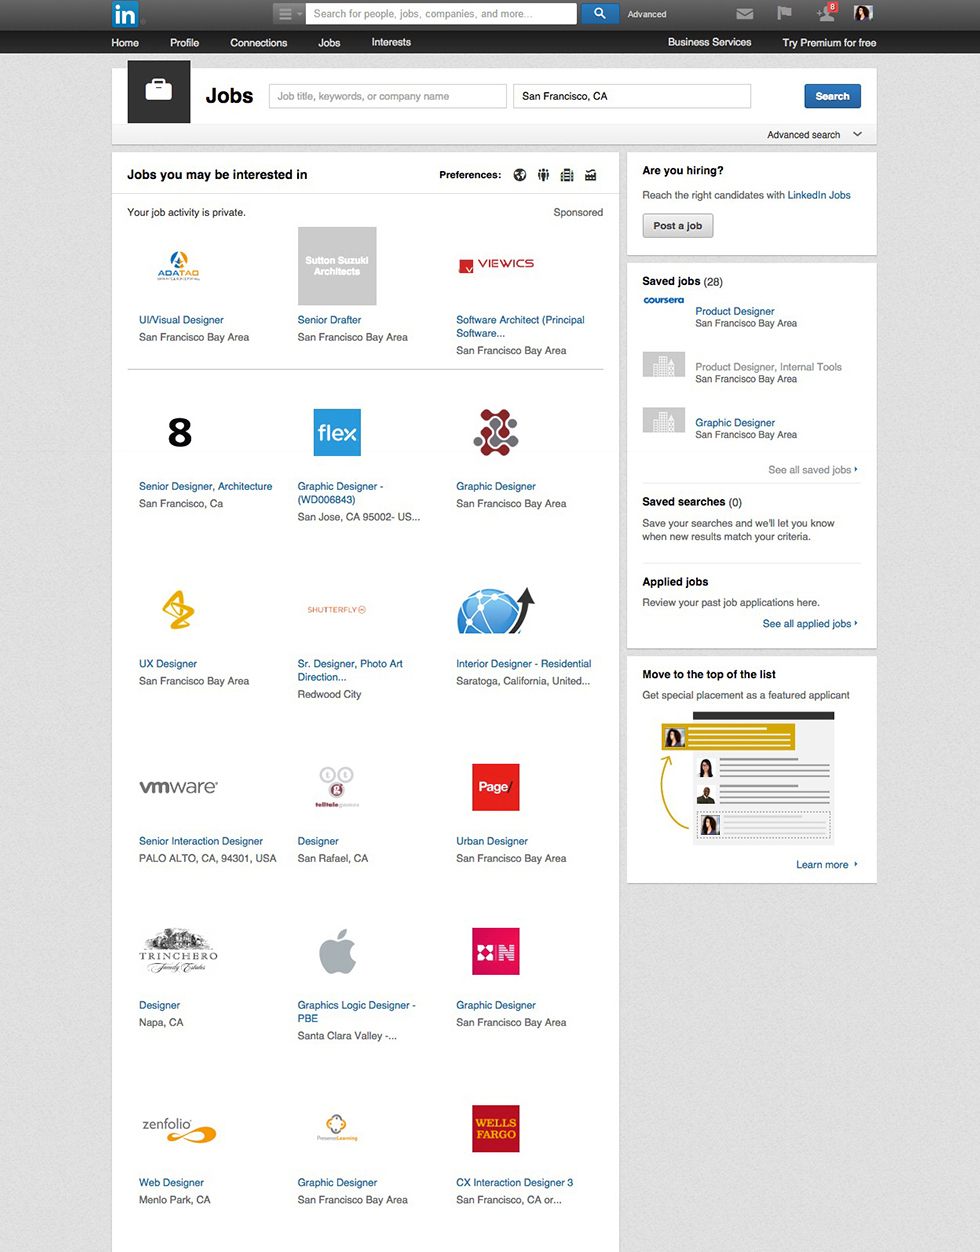 in
Search for people, jobs, companies, and more...
Advanced
8
Home Profile Connections Jobs Interests Business Services Try Premium for free
Jobs
Job title, keywords, or company name
San Francisco, CA
Search
Advanced search
Jobs you may be interested in
Preferences:
Your job activity is private.
Sponsored
ADATAO
Sutton Suzuki
Architects
VIEWICS
UI/Visual Designer
San Francisco Bay Area
Senior Drafter
San Francisco Bay Area
Software Architect (Principal
Software...
San Francisco Bay Area
8
flex
Senior Designer, Architecture
San Francisco, Ca
Graphic Designer -
(WD006843)
San Jose, CA 95002- US...
Graphic Designer
San Francisco Bay Area
SHUTTERFLY
UX Designer
San Francisco Bay Area
Sr. Designer, Photo Art
Direction...
Redwood City
Interior Designer - Residential
Saratoga, California, United...
vmware
tt
g
telltalegames
Page/
Senior Interaction Designer
PALO ALTO, CA, 94301, USA
Designer
San Rafael, CA
Urban Designer
San Francisco Bay Area
TRINCHERO
Family Estates
N
Designer
Napa, CA
Graphics Logic Designer -
PBE
Santa Clara Valley -...
Graphic Designer
San Francisco Bay Area
zenfolio
PresenceLearning
WELLS
FARGO
Web Designer
Menlo Park, CA
Graphic Designer
San Francisco Bay Area
CX Interaction Designer 3
San Francisco, CA or...
Are you hiring?
Reach the right candidates with LinkedIn Jobs
Post a job
Saved jobs (28)
coursera
Product Designer
San Francisco Bay Area
Product Designer, Internal Tools
San Francisco Bay Area
Graphic Designer
San Francisco Bay Area
See all saved jobs
Saved searches (0)
Save your searches and we'll let you know
when new results match your criteria.
Applied jobs
Review your past job applications here.
See all applied jobs
Move to the top of the list
Get special placement as a featured applicant
Learn more